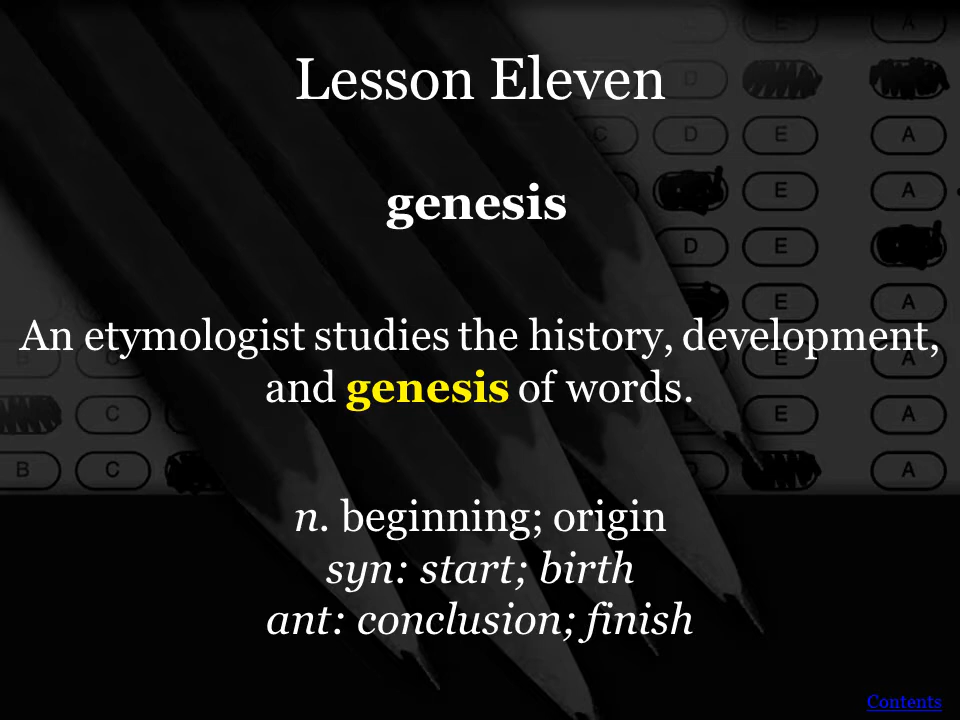 Lesson Eleven
genesis
An etymologist studies the history, development,
and genesis of words.
n. beginning; origin
syn: start; birth
ant: conclusion; finish
Contents